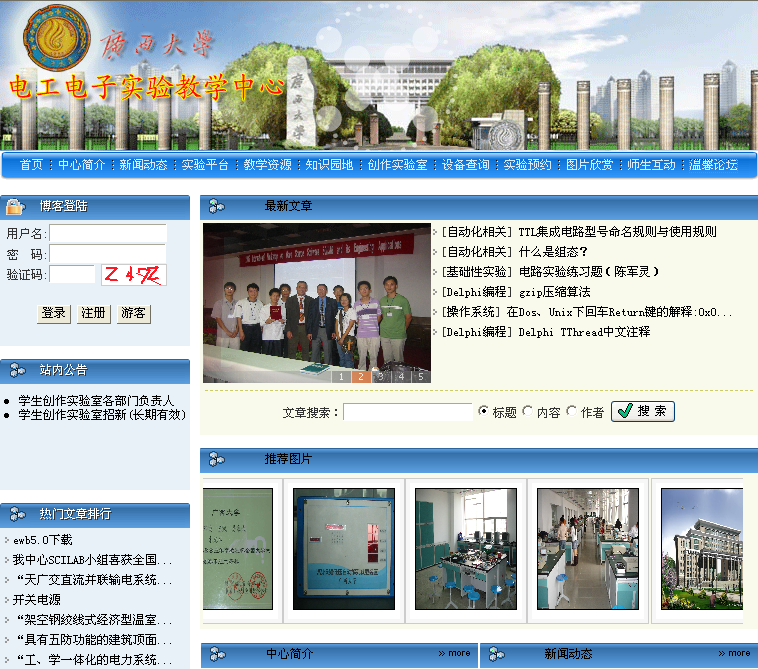 廣西大学
电工电子实验教学中心
首页 ┊ 中心简介 ┊ 新闻动态 ┊ 实验平台 ┊ 教学资源 ┊ 知识园地 ┊ 创作实验室 ┊ 设备查询 ┊ 实验预约 ┊ 图片欣赏 ┊ 师生互动 ┊ 温馨论坛
博客登陆
用户名:
密 码:
验证码:
登录 注册 游客
站内公告
学生创作实验室各部门负责人
学生创作实验室招新(长期有效)
热门文章排行
ewb5.0下载
我中心SCILAB小组喜获全国...
“天广交直流并联输电系统...
开关电源
“架空钢绞线式经济型温室...
“具有五防功能的建筑顶面...
“工、学一体化的电力系统...
最新文章
1 2 3 4 5
[自动化相关] TTL集成电路型号命名规则与使用规则
[自动化相关] 什么是组态？
[基础性实验] 电路实验练习题（陈军灵）
[Delphi编程] gzip压缩算法
[操作系统] 在Dos、Unix下回车Return键的解释:0x0...
[Delphi编程] Delphi TThread中文注释
文章搜索： 标题 内容 作者 搜 索
推荐图片
中心简介 » more
新闻动态 » more